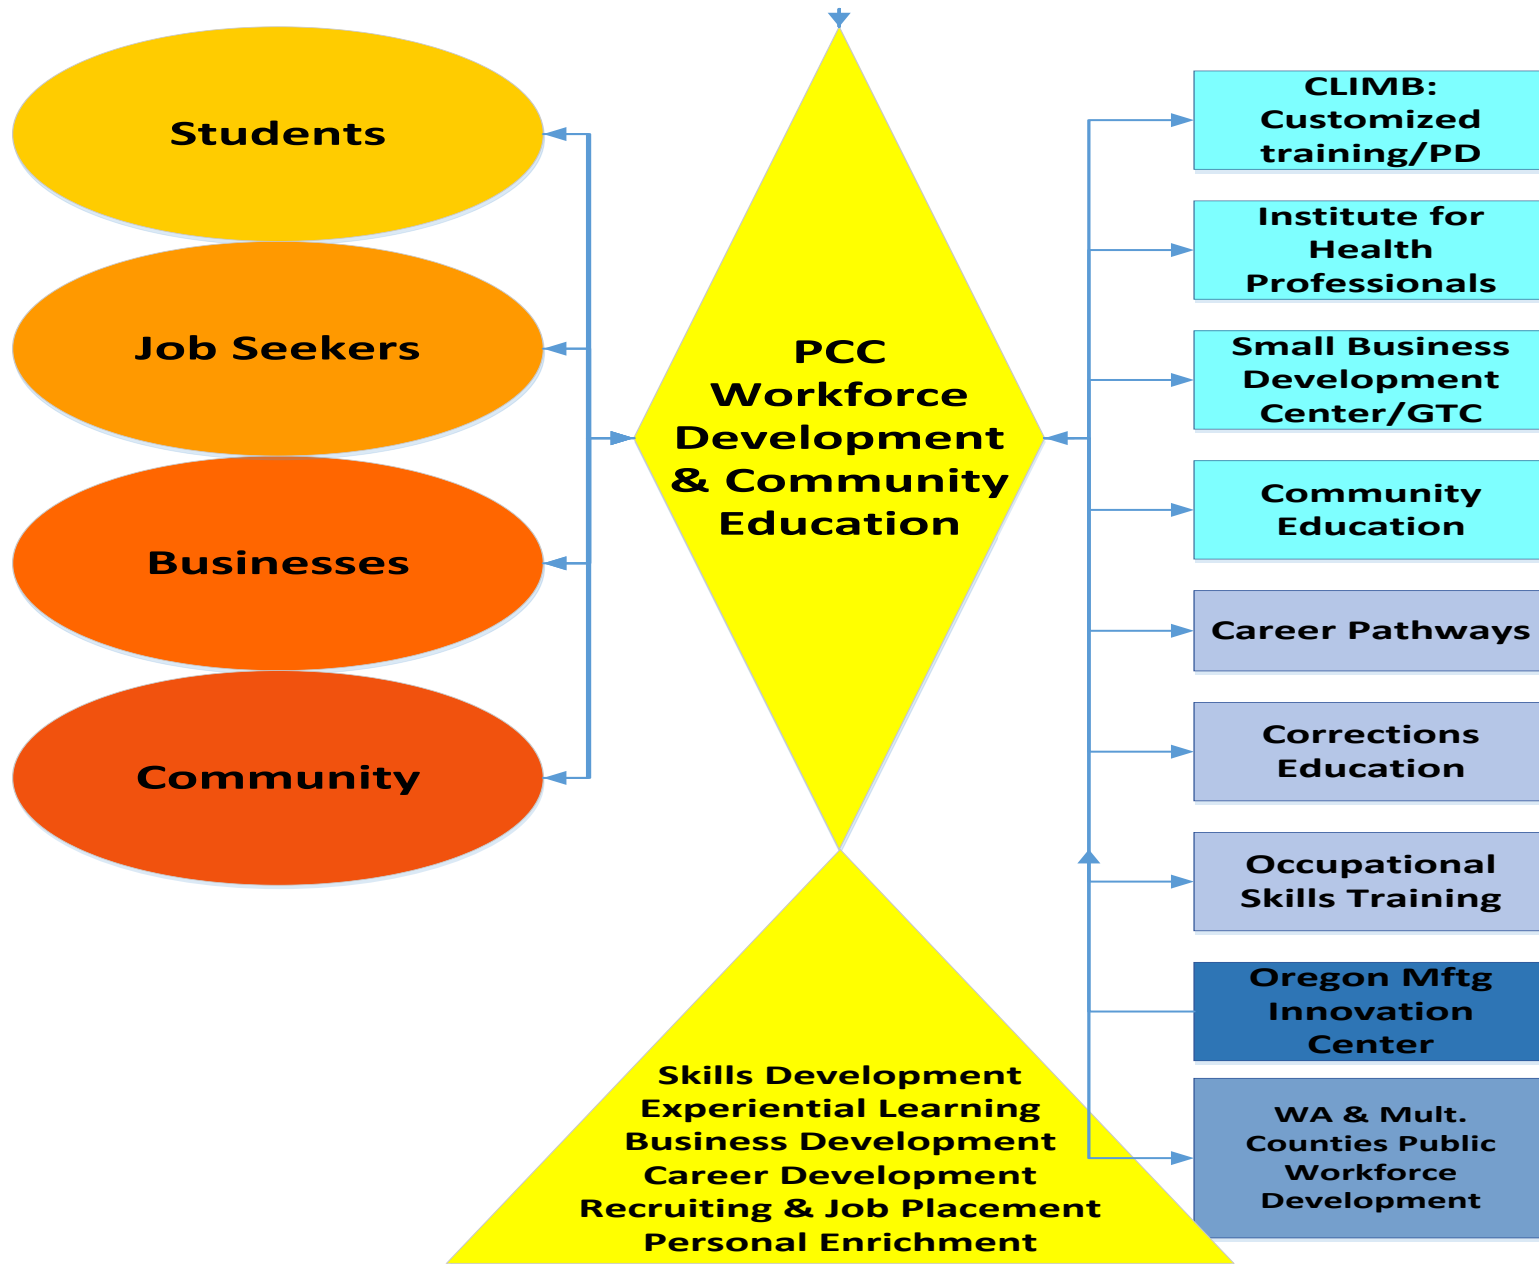 Students
Job Seekers
Businesses
Community
PCC
Workforce
Development
& Community
Education
Skills Development
Experiential Learning
Business Development
Career Development
Recruiting & Job Placement
Personal Enrichment
CLIMB:
Customized
training/PD
Institute for
Health
Professionals
Small Business
Development
Center/GTC
Community
Education
Career Pathways
Corrections
Education
Occupational
Skills Training
Oregon Mftg
Innovation
Center
WA & Mult.
Counties Public
Workforce
Development